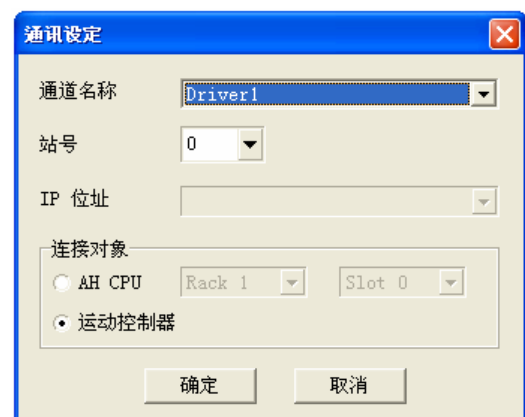 通讯设定
通道名称 Driver1
站号 0
IP 位址
连接对象
AH CPU Rack 1 Slot 0
运动控制器
确定 取消